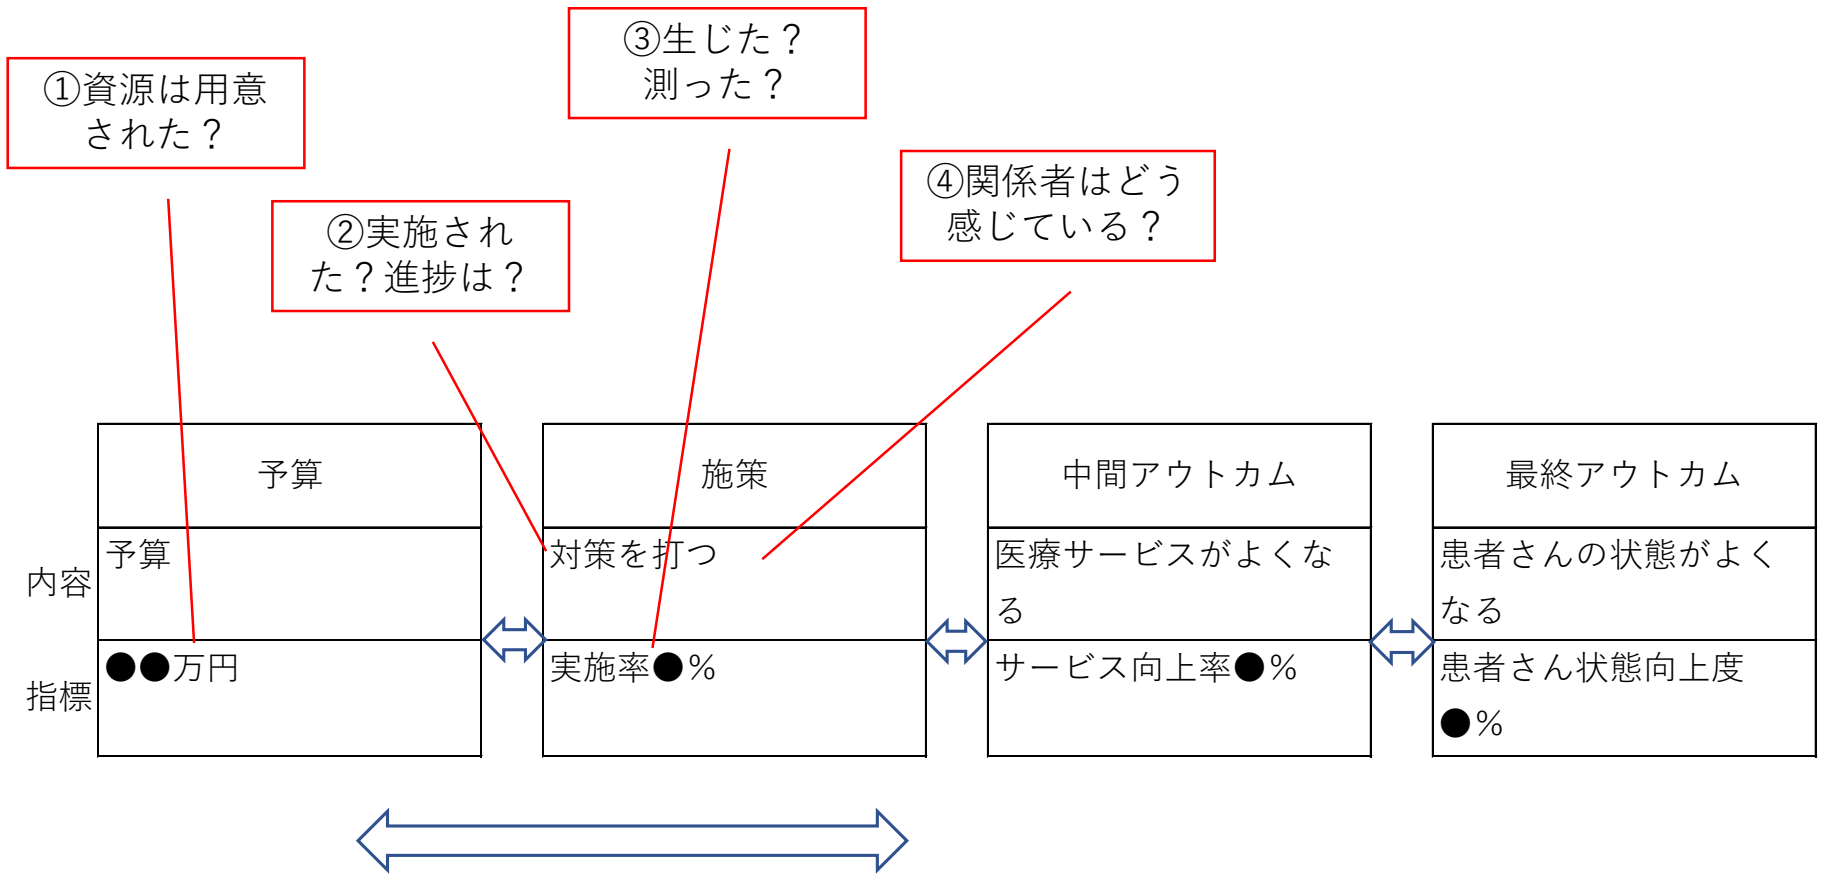 ③生じた？
測った？
①資源は用意
された？
④関係者はどう
感じている？
②実施され
た？進捗は？
予算
施策
中間アウトカム
最終アウトカム
内容
予算
対策を打つ
医療サービスがよくな
る
患者さんの状態がよく
なる
指標
●●万円
実施率●％
サービス向上率●％
患者さん状態向上度
●％